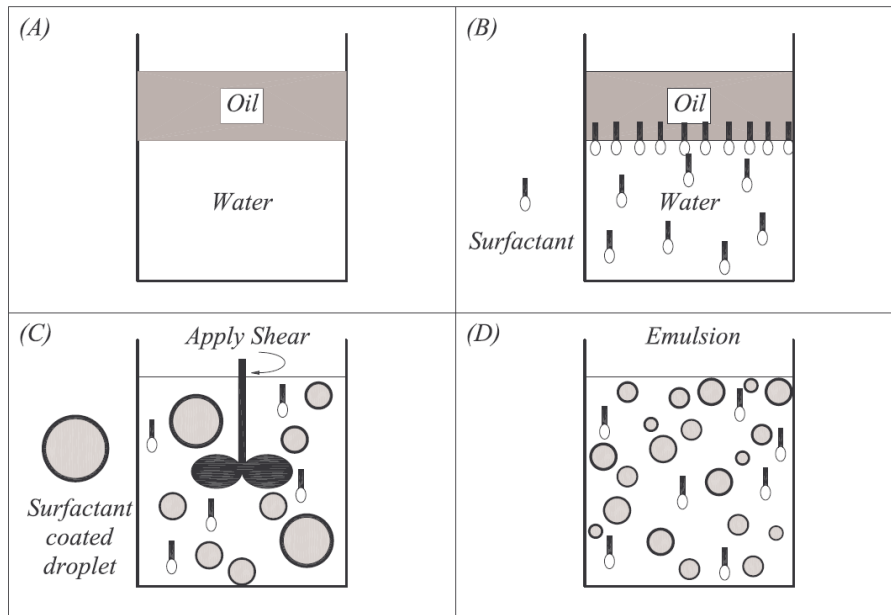 (A)
Oil
Water
(B)
Oil
Water
Surfactant
(C)
Apply Shear
Surfactant
coated
droplet
(D)
Emulsion